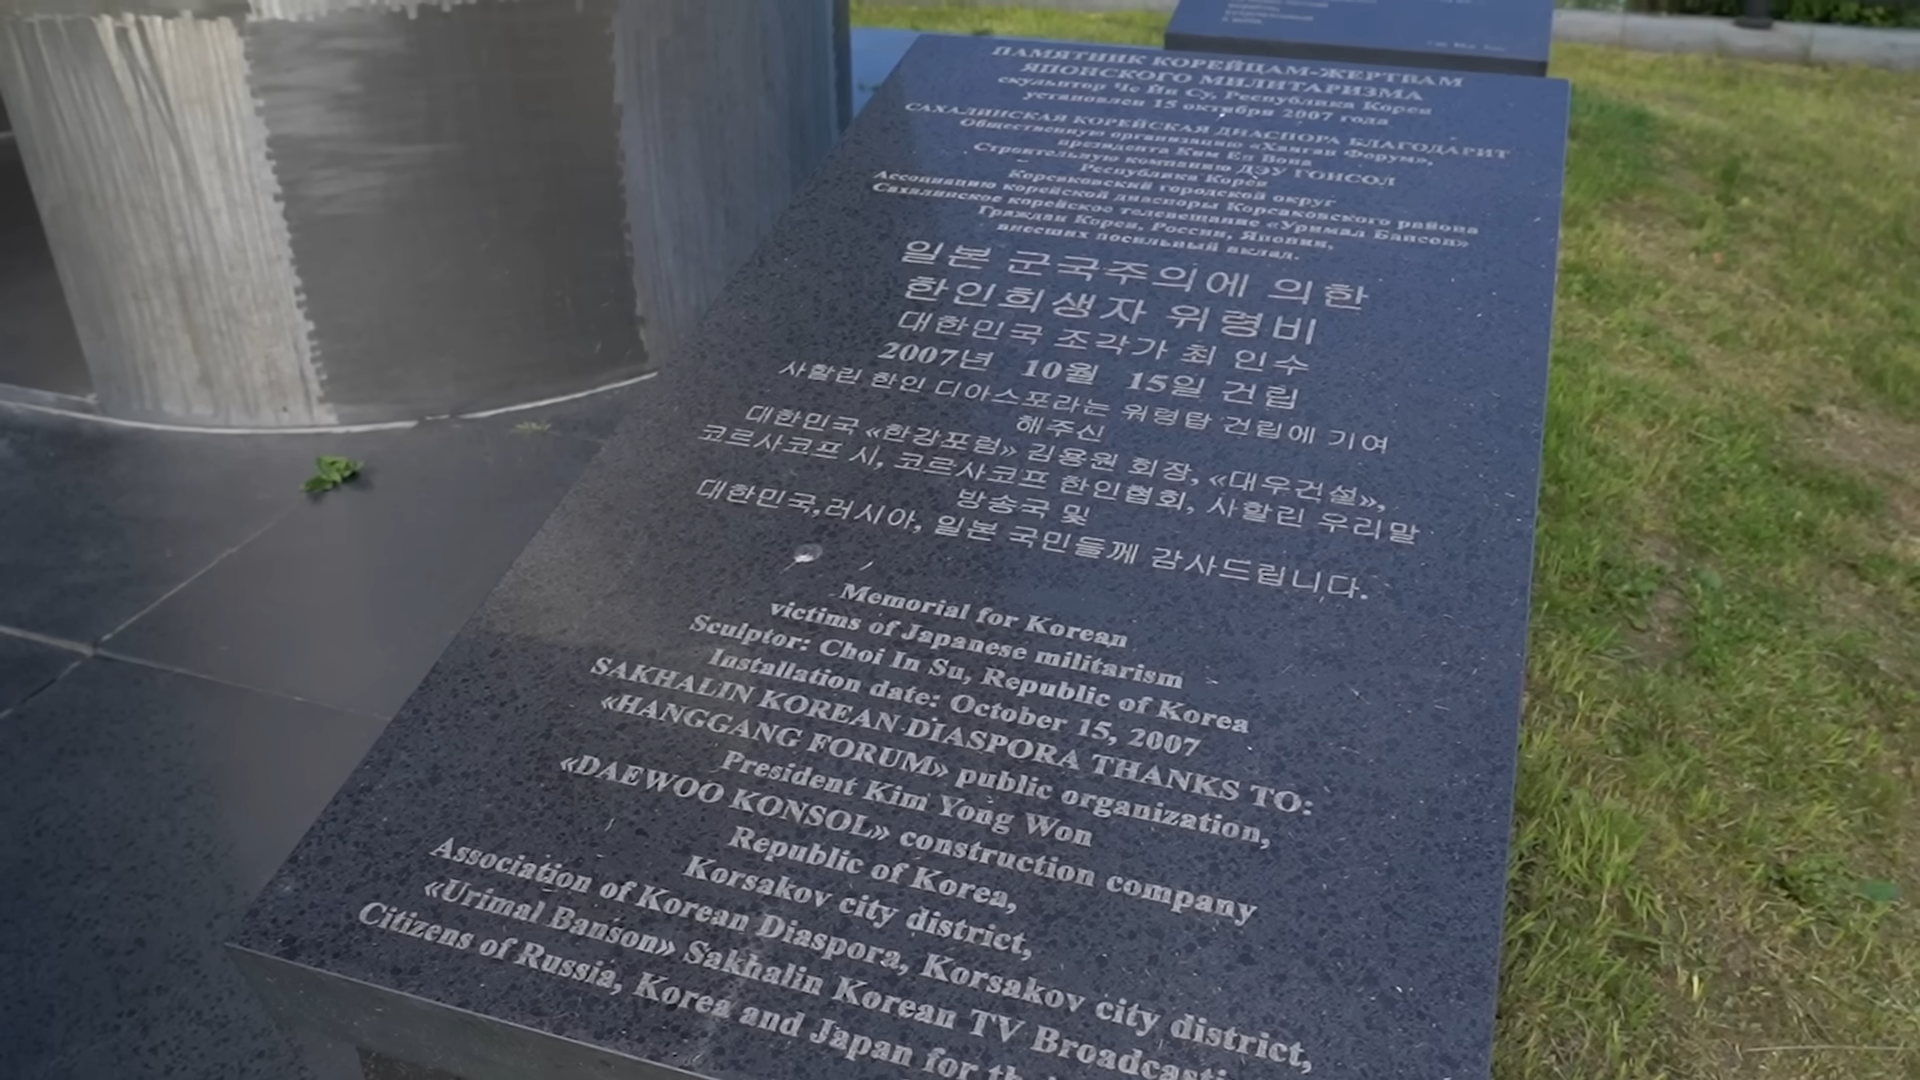 ПАМЯТНИК КОРЕЙЦАМ-ЖЕРТВАМ
ЯПОНСКОГО МИЛИТАРИЗМА
скульптор Че Ин Су, Республика Корея
установлен 15 октября 2007 года
САХАЛИНСКАЯ КОРЕЙСКАЯ ДИАСПОРА БЛАГОДАРИТ
Общественную организацию «Ханган Форум»,
президента Ким Ен Вона
Строительную компанию ДЭУ ГОНСОЛ
Республика Корея
Корсаковский городской округ
Ассоциацию корейской диаспоры Корсаковского района
Сахалинское корейское телевещание «Уримал Бансон»
Граждан Кореи, России, Японии,
внесших посильный вклад.
일본 군국주의에 의한
한인희생자 위령비
대한민국 조각가 최 인수
2007년 10월 15일 건립
사할린 한인 디아스포라는 위령탑 건립에 기여
해주신
대한민국 «한강포럼» 김용원 회장, «대우건설»,
코르사코프 시, 코르사코프 한인협회, 사할린 우리말
방송국 및
대한민국,러시아, 일본 국민들께 감사드립니다.
Memorial for Korean
victims of Japanese militarism
Sculptor: Choi In Su, Republic of Korea
Installation date: October 15, 2007
SAKHALIN KOREAN DIASPORA THANKS TO:
«HANGGANG FORUM» public organization,
President Kim Yong Won
«DAEWOO KONSOL» construction company
Republic of Korea,
Korsakov city district,
Association of Korean Diaspora, Korsakov city district,
«Urimal Banson» Sakhalin Korean TV
Citizens of Russia, Korea and Japan for